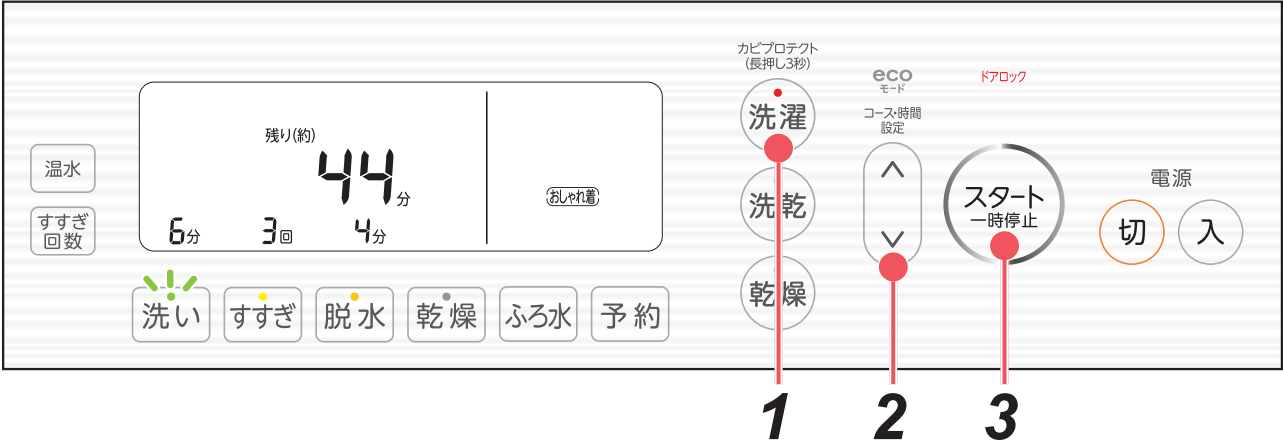 カビプロテクト
(長押し3秒)
eco
モード
コース・時間
設定
ドアロック
残り(約)
44分
6分
3回
4分
おしゃれ着
温水
すすぎ
回数
洗い
すすぎ
脱水
乾燥
ふろ水
予約
洗濯
洗乾
乾燥
スタート
一時停止
電源
切
入
1
2
3